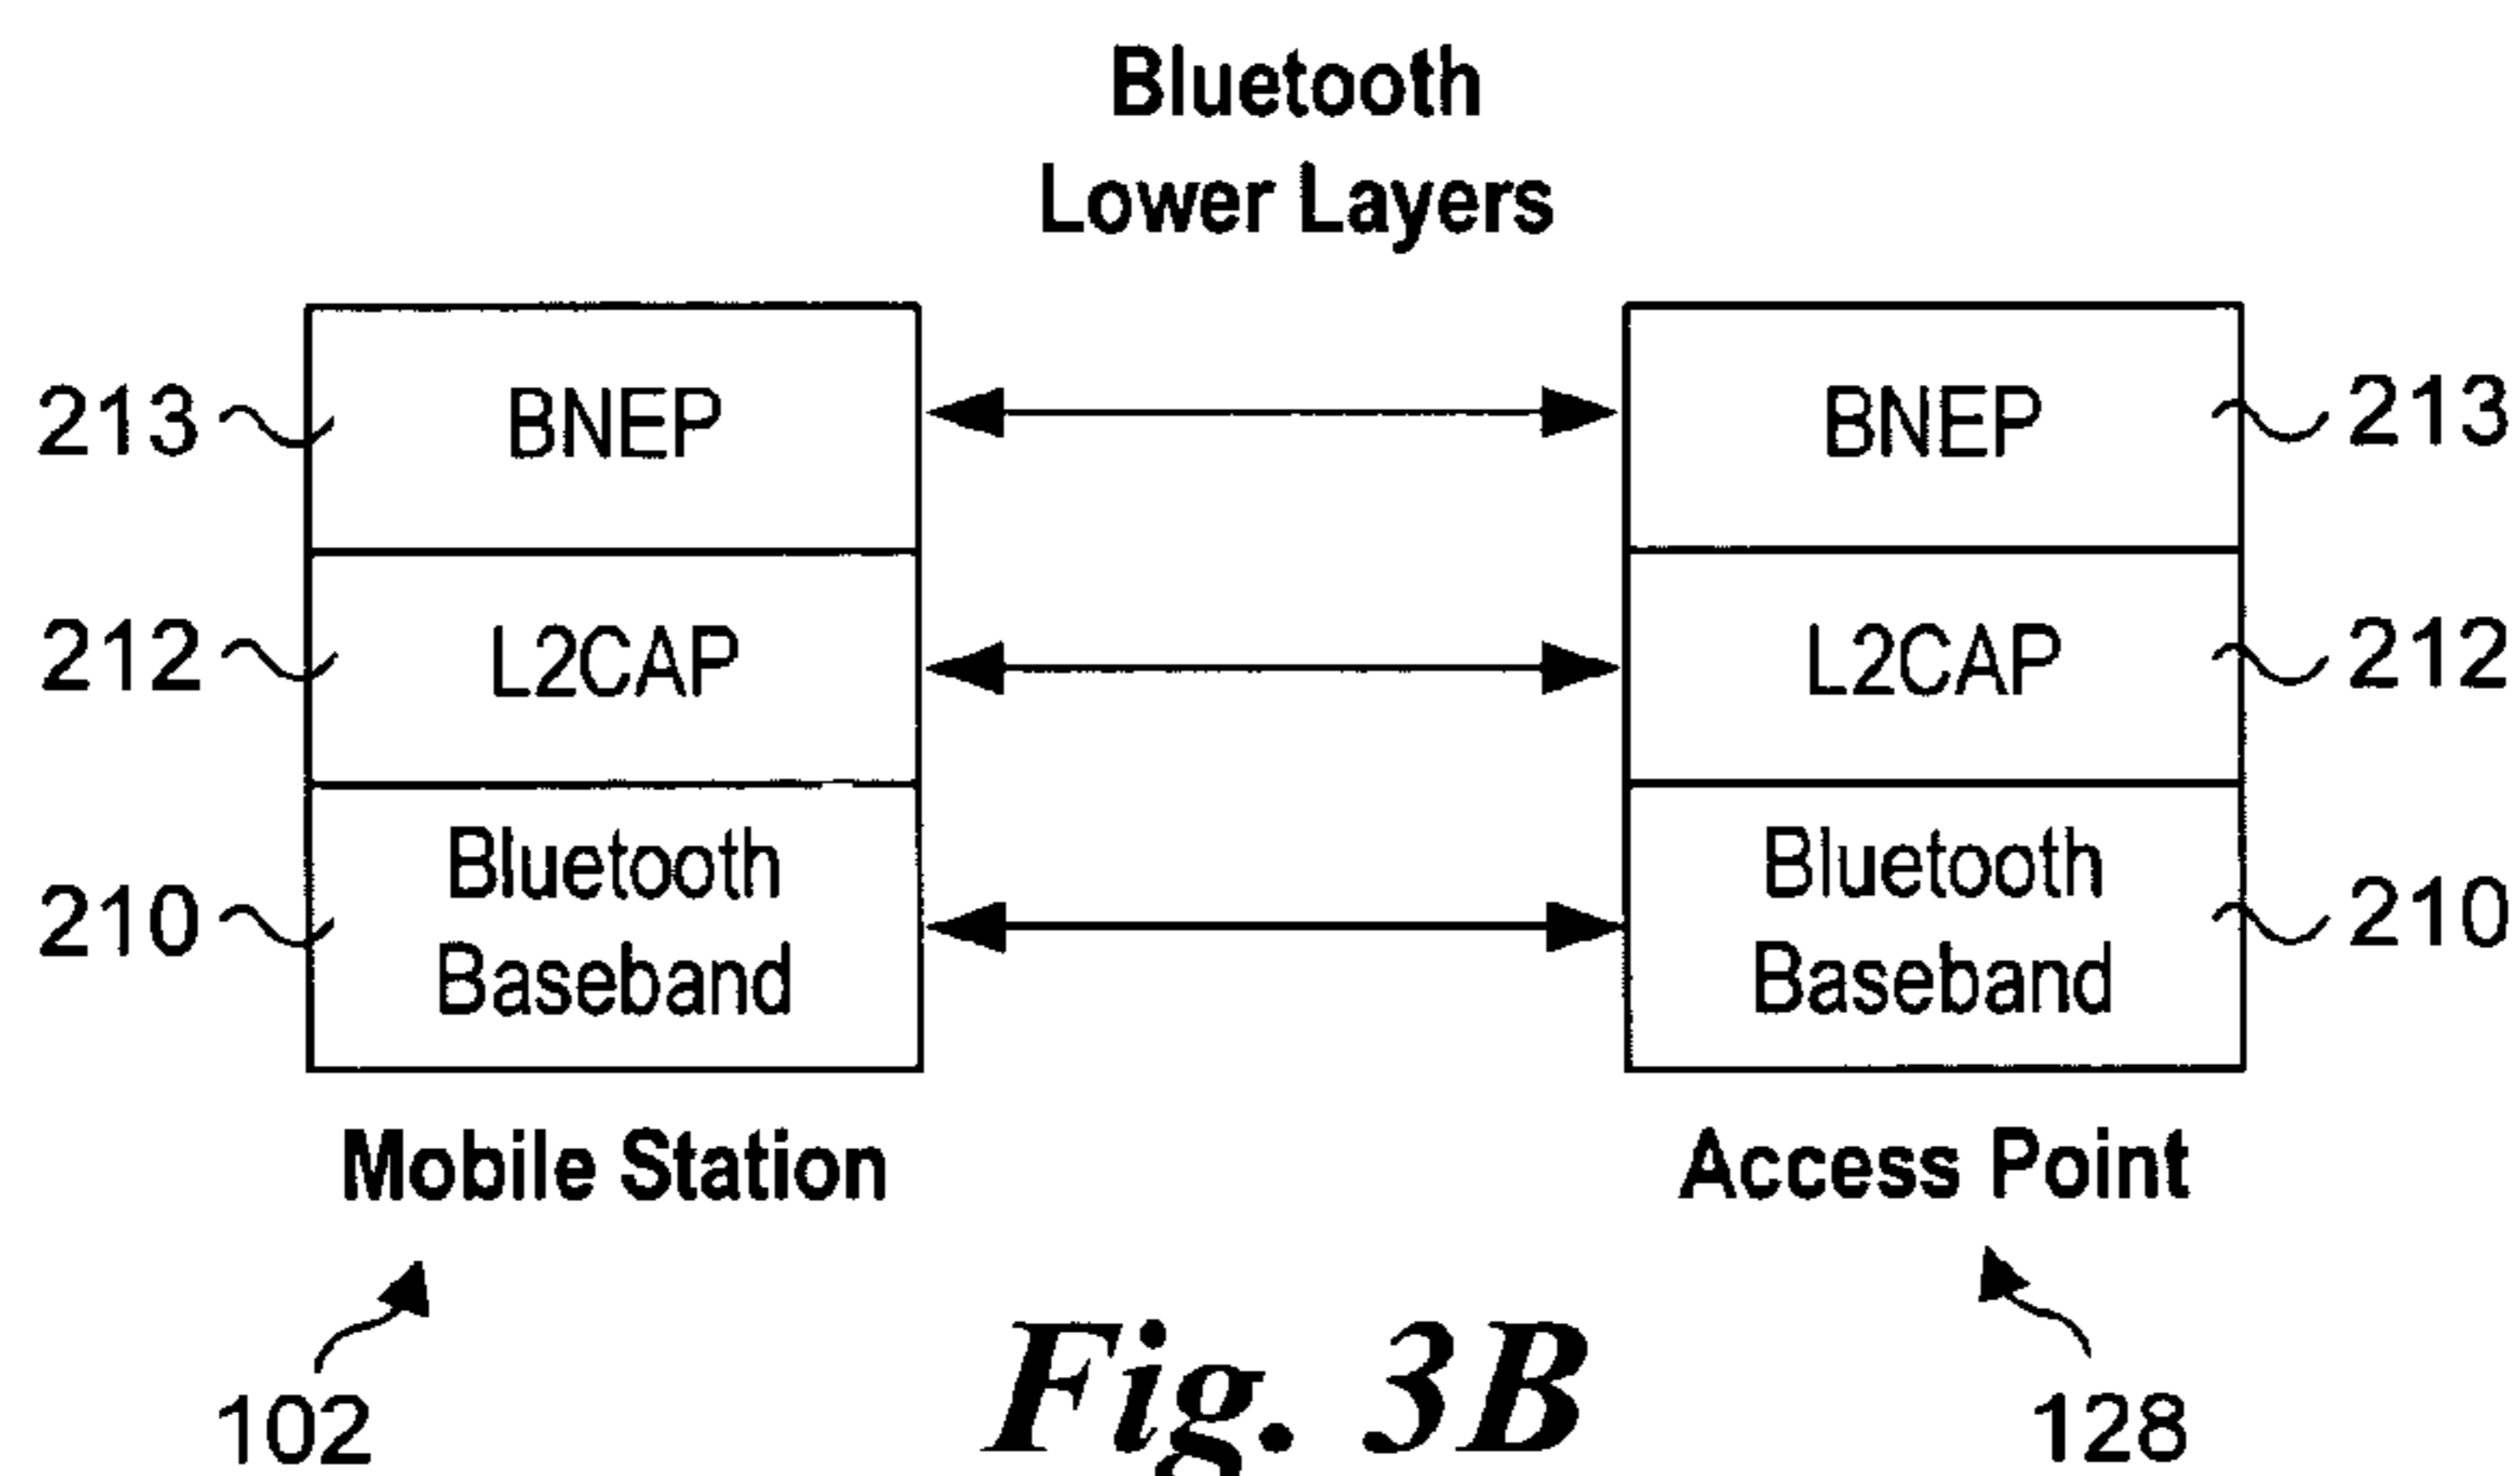 Bluetooth
Lower Layers
213 BNEP BNEP 213
212 L2CAP L2CAP 212
Bluetooth Bluetooth
210 210
Baseband Baseband
Mobile Station Access Point
102 Fig. 3B 128